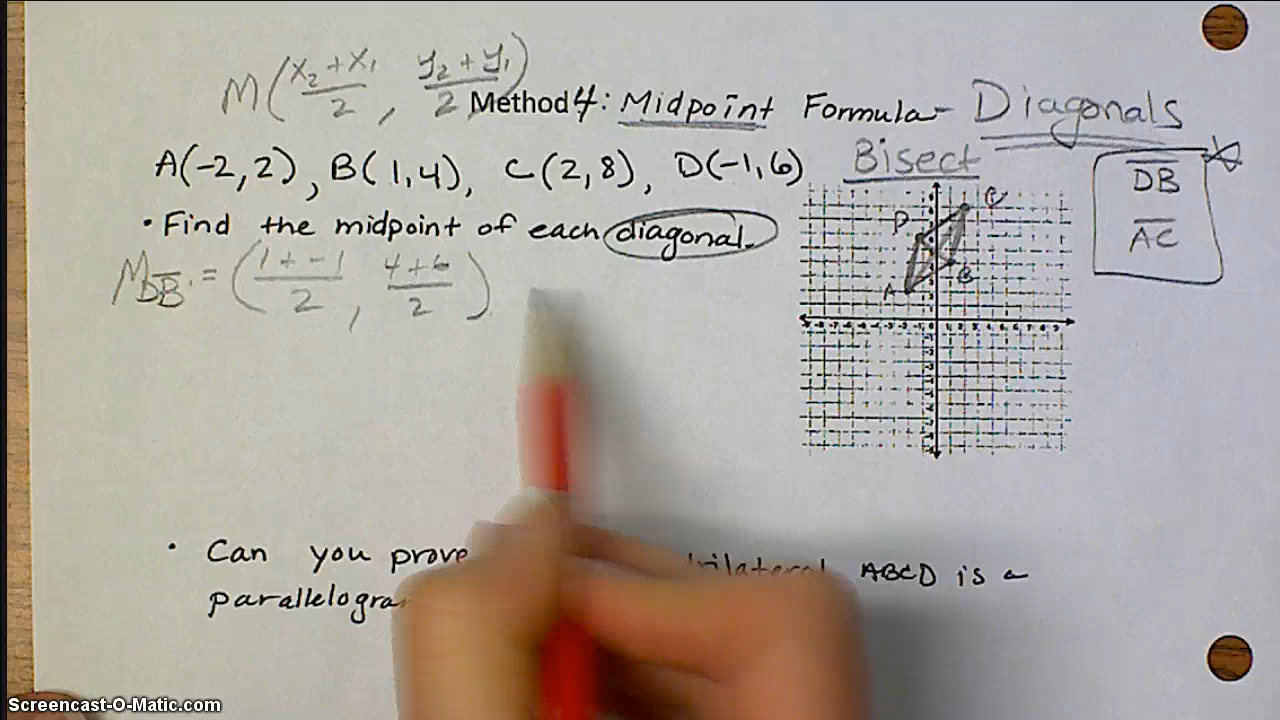 M(x₂+x₁/2, y₂+y₁/2)
Method 4: Midpoint Formula- Diagonals
Bisect
A(-2,2), B(1,4), C(2,8), D(-1,6)
DB
AC
• Find the midpoint of each diagonal.
M DB = (1+-1/2, 4+6/2)
D C
A B
• Can you prove ABCD is a
Screencast-O-Matic.com